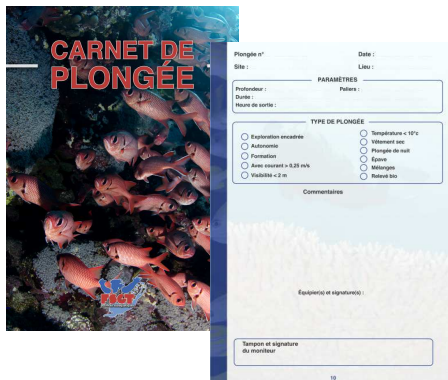 CARNET DE
PLONGÉE
FSGT
Plongée n°
Date :
Site :
Lieu :
PARAMÈTRES
Profondeur :
Paliers :
Durée :
Heure de sortie :
TYPE DE PLONGÉE
Exploration encadrée
Autonomie
Formation
Avec courant > 0,25 m/s
Visibilité < 2 m
Température < 10°c
Vêtement sec
Plongée de nuit
Épave
Mélanges
Relevé bio
Commentaires
Équipier(s) et signature(s) :
Tampon et signature
du moniteur
19